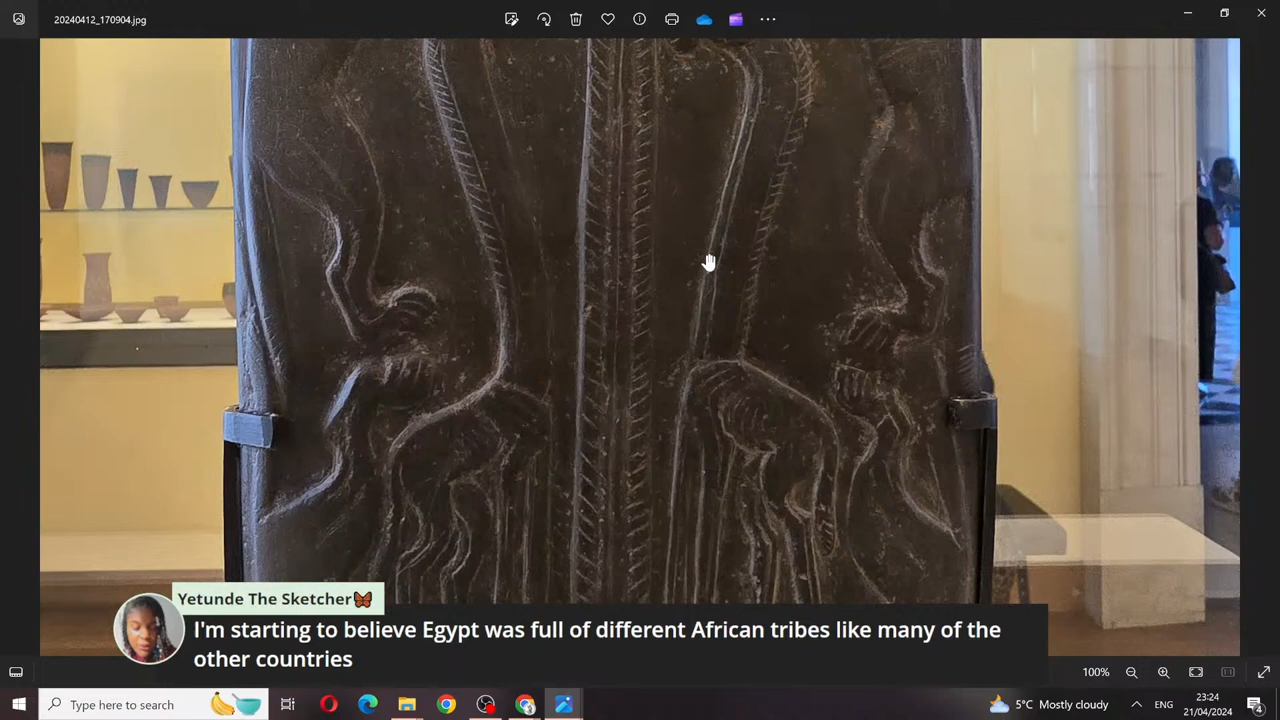 20240412_170904.jpg
Yetunde The Sketcher🦋
I'm starting to believe Egypt was full of different African tribes like many of the
other countries
100%
Type here to search
5°C Mostly cloudy
ENG
23:24
21/04/2024
4